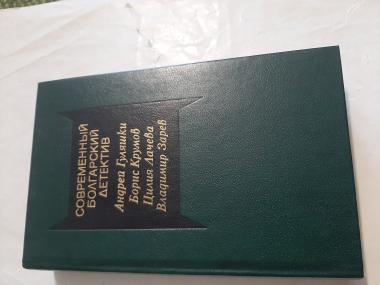 СОВРЕМЕННЫЙ
БОЛГАРСКИЙ
ДЕТЕКТИВ
Андрей Гуляшки
Борис Крумов
Цилия Лачева
Владимир Зарев